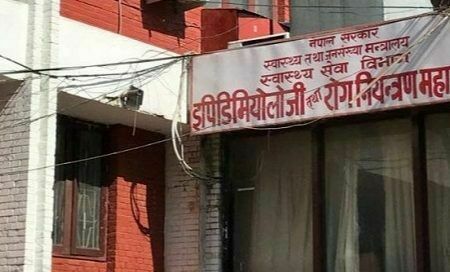 नेपाल सरकार
स्वास्थ्य तथा जनसंख्या मन्त्रालय
स्वास्थ्य सेवा विभाग
इपिडिमियोलोजी तथा रोग नियन्त्रण महा